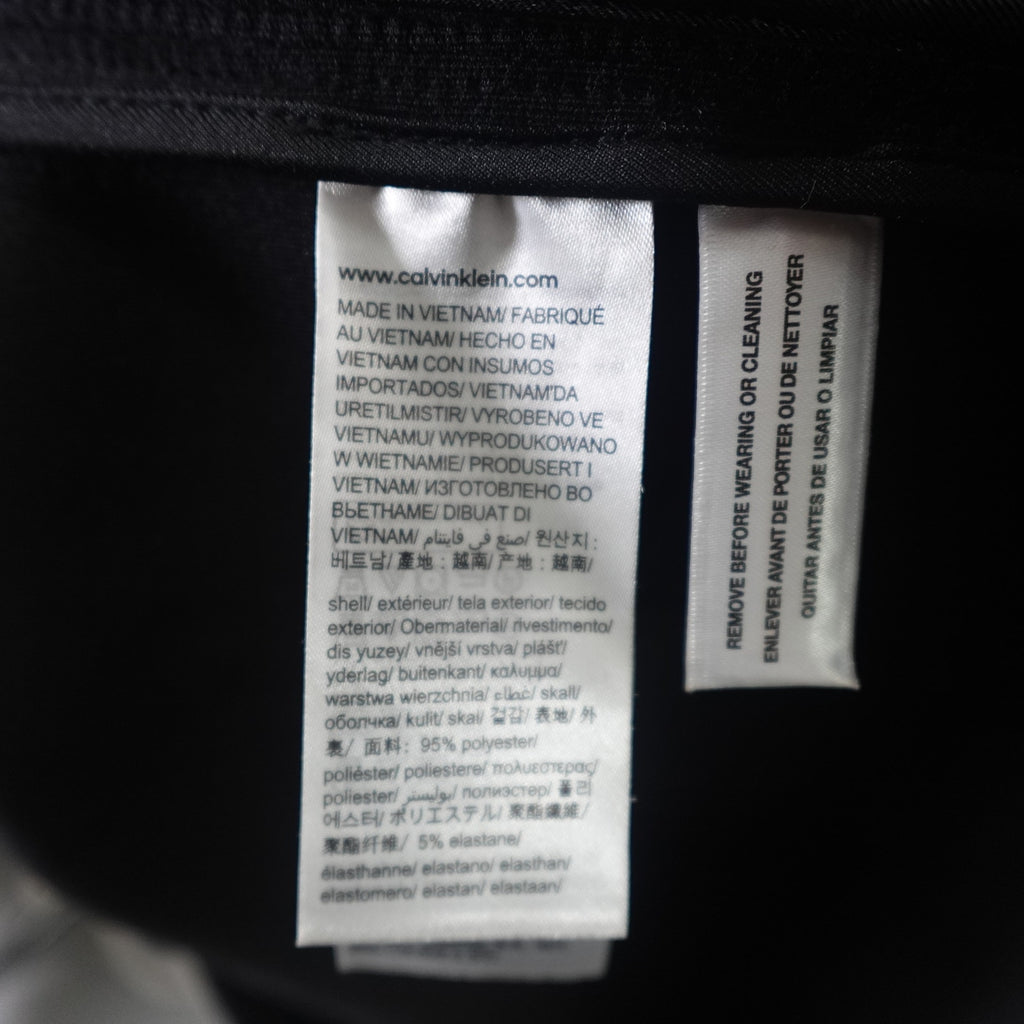 www.calvinklein.com
MADE IN VIETNAM/ FABRIQUÉ
AU VIETNAM/ HECHO EN
VIETNAM CON INSUMOS
IMPORTADOS/ VIETNAM'DA
URETILMISTIR/ VYROBENO VE
VIETNAMU/ WYPRODUKOWANO
W WIETNAMIE/ PRODUSERT I
VIETNAM/ ИЗГОТОВЛЕНО ВО
ВЬЕТНАМЕ/ DIBUAT DI
VIETNAM/ صنع في فايتنام/ 원산지:
베트남/ 產地：越南/ 产地：越南/
shell/ extérieur/ tela exterior/ tecido
exterior/ Obermaterial/ rivestimento/
dis yuzey/ vnější vrstva/ plášť/
yderlag/ buitenkant/ καλυμμα/
warstwa wierzchnia/ غطاء/ skall/
оболчка/ kulit/ skal/ 겉감/ 表地/ 外
裏/ 面料: 95% polyester/
poliéster/ poliestere/ πολυεστερας/
poliester/ بوليستر/ полиэстер/ 폴리
에스터/ ポリエステル/ 聚酯纖維/
聚酯纤维/ 5% elastane/
élasthanne/ elastano/ elasthan/
elastomero/ elastan/ elastaan/
REMOVE BEFORE WEARING OR CLEANING
ENLEVER AVANT DE PORTER OU DE NETTOYER
QUITAR ANTES DE USAR O LIMPIAR